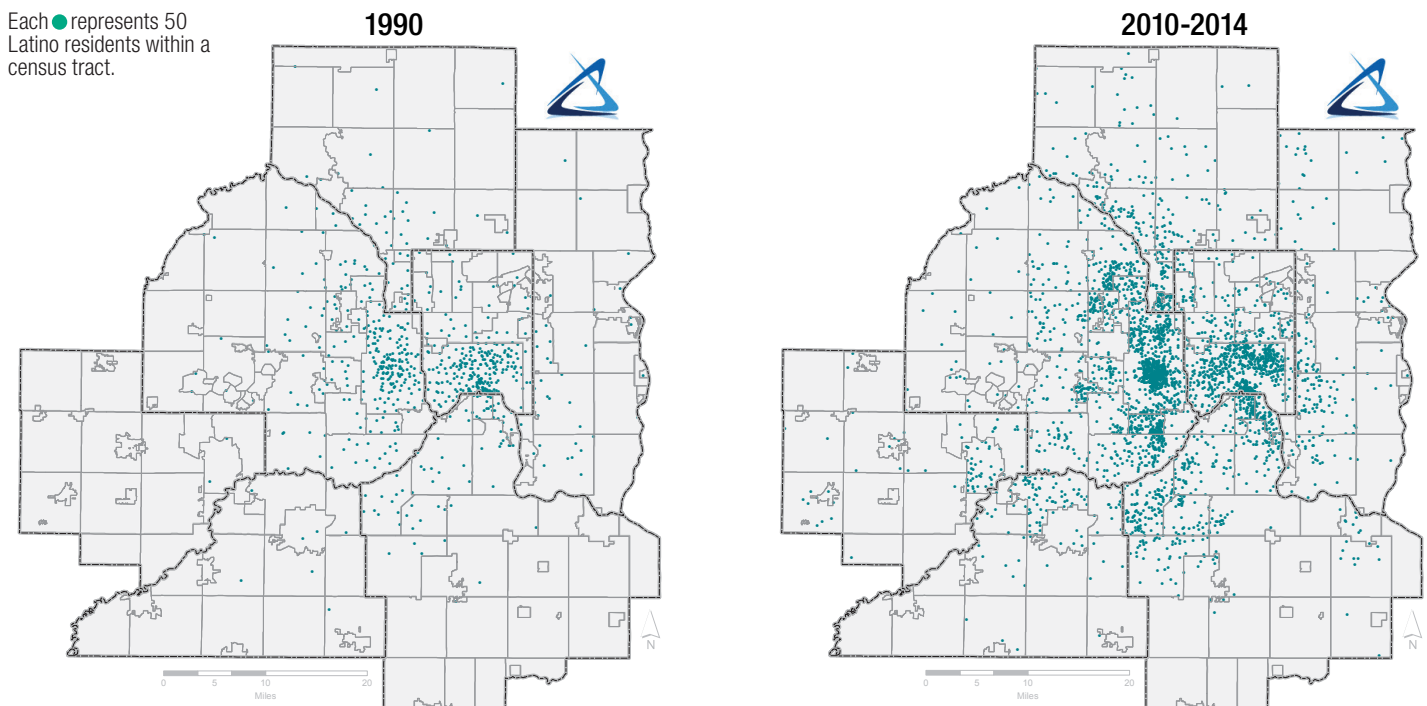 Each ● represents 50
Latino residents within a
census tract.
1990
2010-2014
N
0 5 10 20
Miles
N
0 5 10 20
Miles